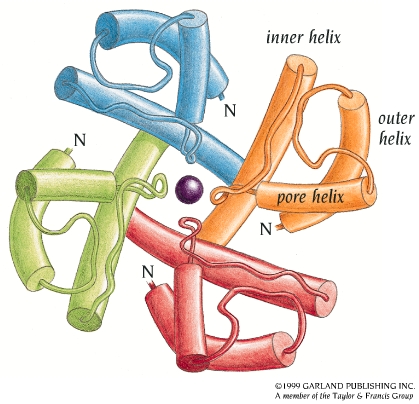 inner helix
N
outer
helix
N
pore helix
N
N
©1999 GARLAND PUBLISHING INC.
A member of the Taylor & Francis Group